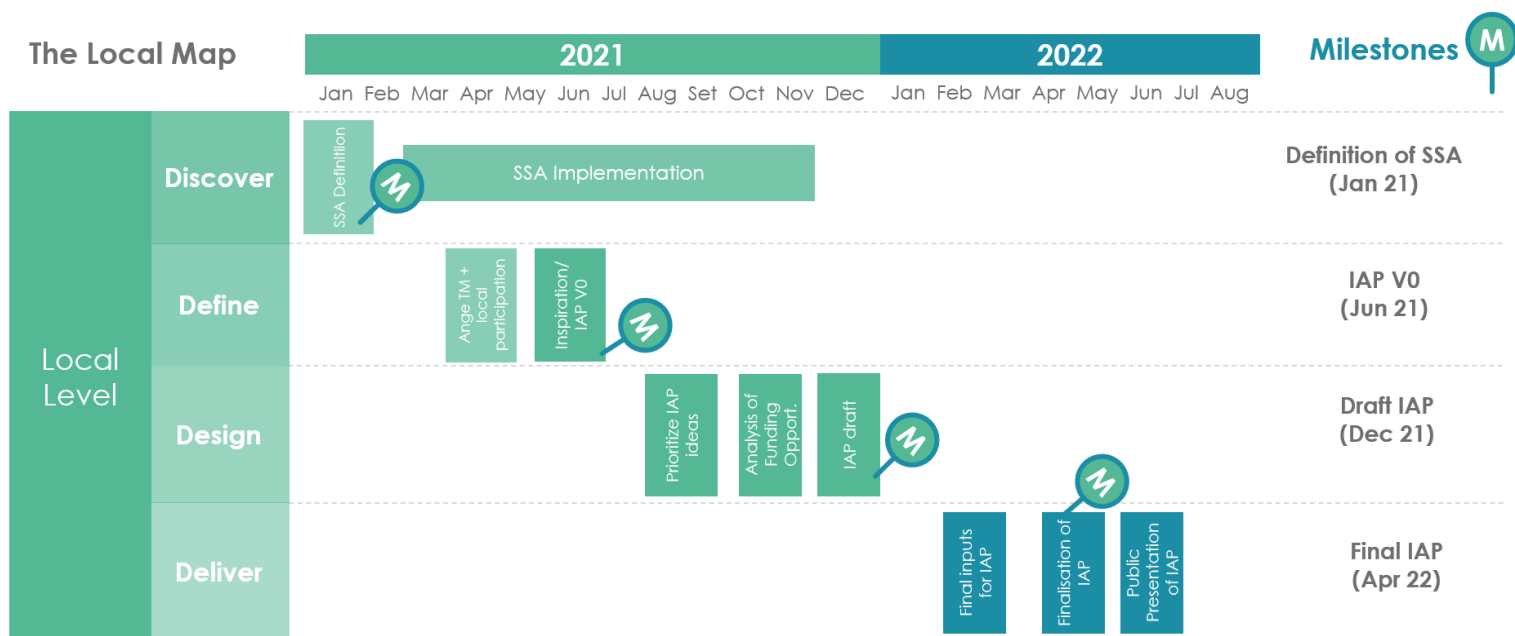 The Local Map
2021
2022
Milestones
M
Jan Feb Mar Apr May Jun Jul Aug Set Oct Nov Dec Jan Feb Mar Apr May Jun Jul Aug
Local
Level
Discover
SSA Definitiion
M
SSA Implementation
Definition of SSA
(Jan 21)
Define
Ange TM +
local
participation
Inspiration/
IAP V0
M
IAP V0
(Jun 21)
Design
Prioritize IAP
ideas
Analysis of
Funding
Opport.
IAP draft
M
Draft IAP
(Dec 21)
Deliver
Final inputs
for IAP
M
Finalisation of
IAP
Public
Presentation
of IAP
Final IAP
(Apr 22)